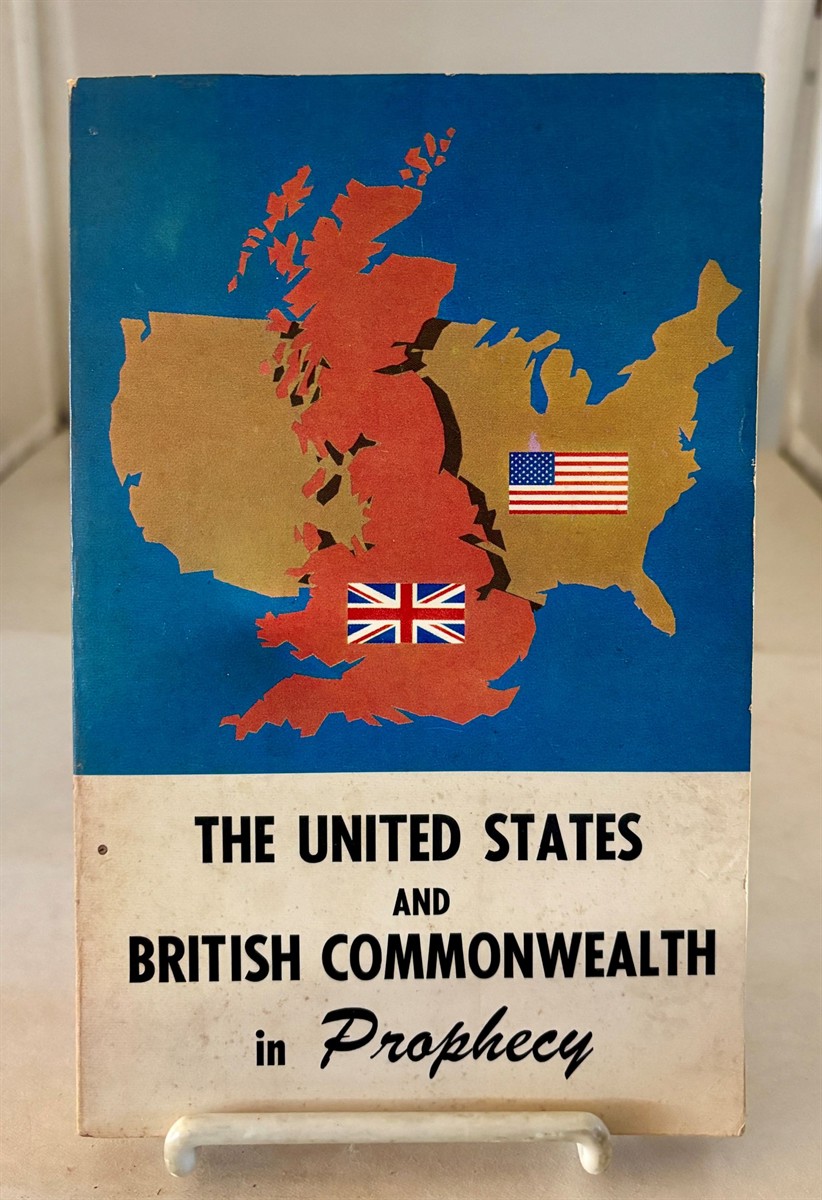 THE UNITED STATES
AND
BRITISH COMMONWEALTH
in Prophecy